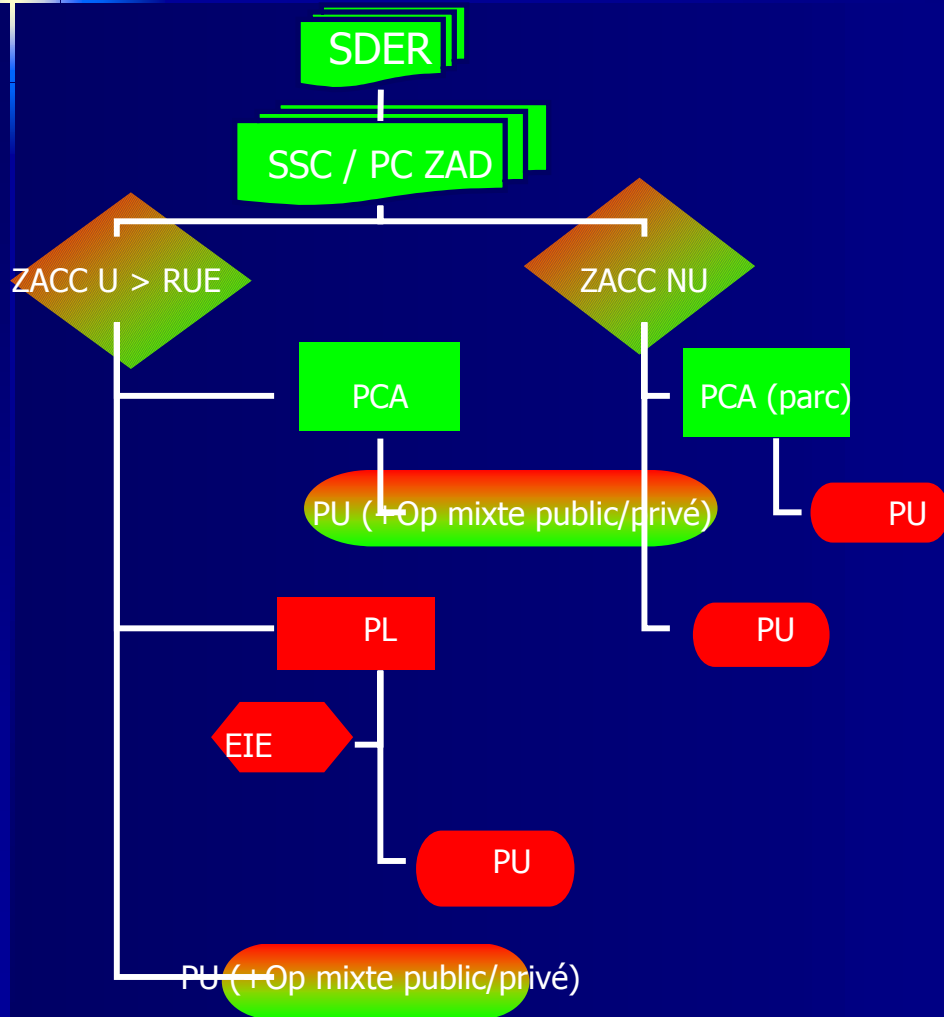 SDER
SSC / PC ZAD
ZACC U > RUE
ZACC NU
PCA
PCA (parc)
PU (+Op mixte public/privé)
PU
PL
PU
EIE
PU
PU (+Op mixte public/privé)